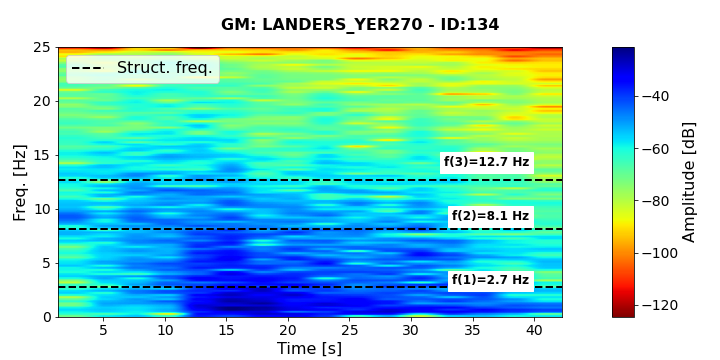 GM: LANDERS_YER270 - ID:134
25
20
15
10
5
0
Freq. [Hz]
Struct. freq.
f(3)=12.7 Hz
f(2)=8.1 Hz
f(1)=2.7 Hz
5 10 15 20 25 30 35 40
Time [s]
−40
−60
−80
−100
−120
Amplitude [dB]